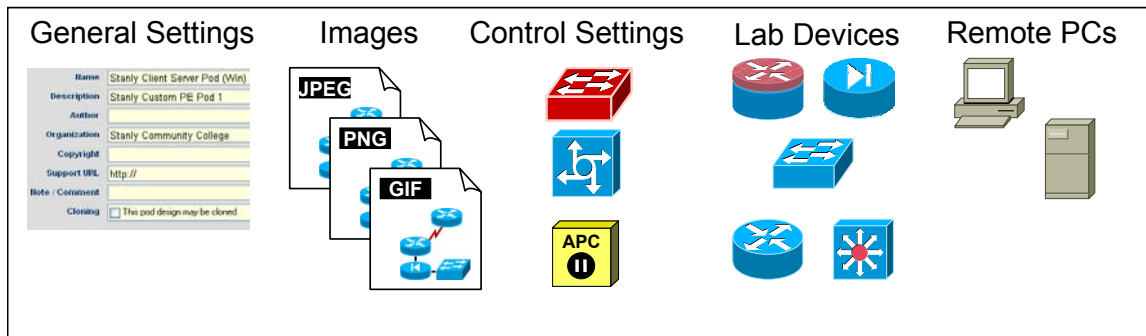 General Settings
Images
Control Settings
Lab Devices
Remote PCs
Name Stanly Client Server Pod (Win)
Description Stanly Custom PE Pod 1
Author
Organization Stanly Community College
Copyright
Support URL http://
Note / Comment
Cloning This pod design may be cloned
JPEG
PNG
GIF
APC